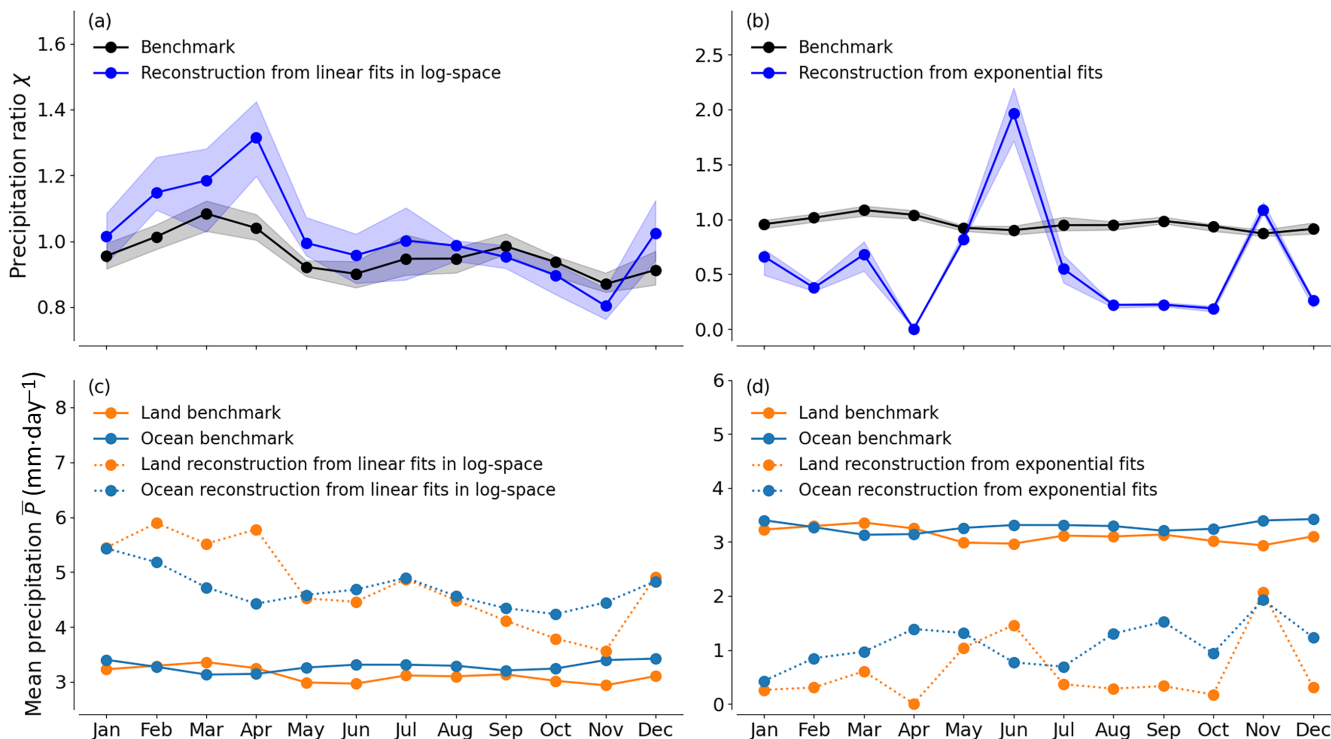 (a)
Benchmark
Reconstruction from linear fits in log-space
Precipitation ratio χ
1.6
1.4
1.2
1.0
0.8
(b)
Benchmark
Reconstruction from exponential fits
2.5
2.0
1.5
1.0
0.5
0.0
(c)
Land benchmark
Ocean benchmark
Land reconstruction from linear fits in log-space
Ocean reconstruction from linear fits in log-space
Mean precipitation P̅ (mm·day⁻¹)
8
7
6
5
4
3
Jan Feb Mar Apr May Jun Jul Aug Sep Oct Nov Dec
(d)
Land benchmark
Ocean benchmark
Land reconstruction from exponential fits
Ocean reconstruction from exponential fits
6
5
4
3
2
1
0
Jan Feb Mar Apr May Jun Jul Aug Sep Oct Nov Dec